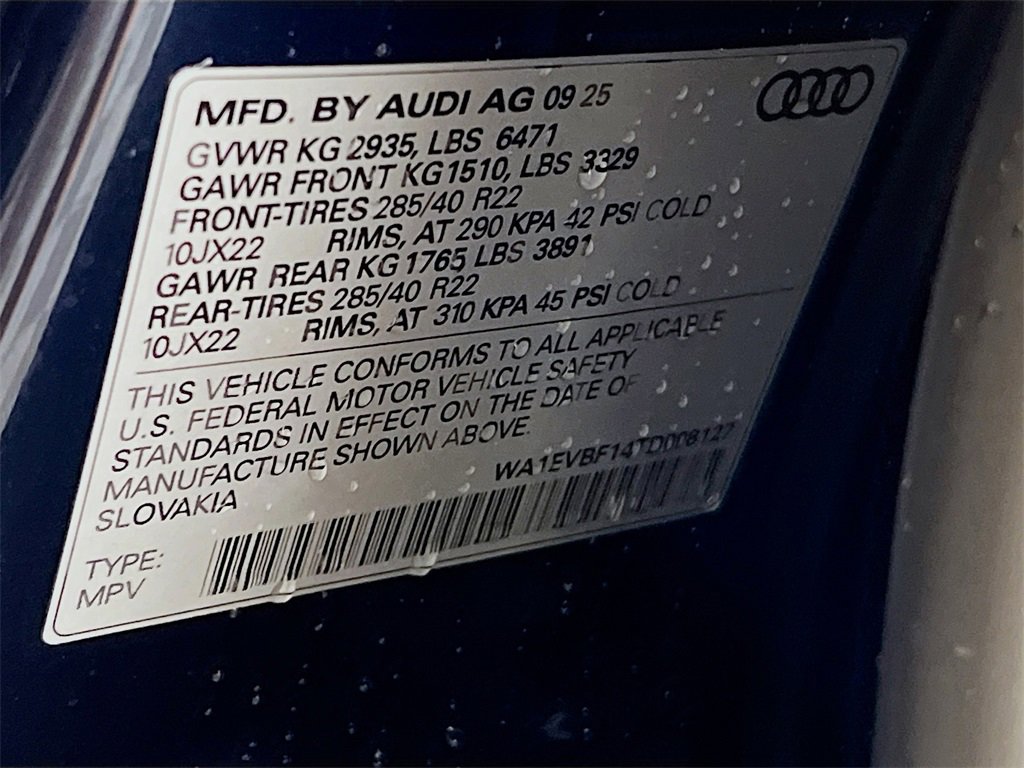 MFD. BY AUDI AG 09 25
GVWR KG 2935, LBS 6471
GAWR FRONT KG1510, LBS 3329
FRONT-TIRES 285/40 R22
10JX22 RIMS, AT 290 KPA 42 PSI COLD
GAWR REAR KG 1765 LBS 3891
REAR-TIRES 285/40 R22
10JX22 RIMS, AT 310 KPA 45 PSI COLD
THIS VEHICLE CONFORMS TO ALL APPLICABLE
U.S. FEDERAL MOTOR VEHICLE SAFETY
STANDARDS IN EFFECT ON THE DATE OF
MANUFACTURE SHOWN ABOVE.
SLOVAKIA
WA1EVBF14TD008127
TYPE:
MPV